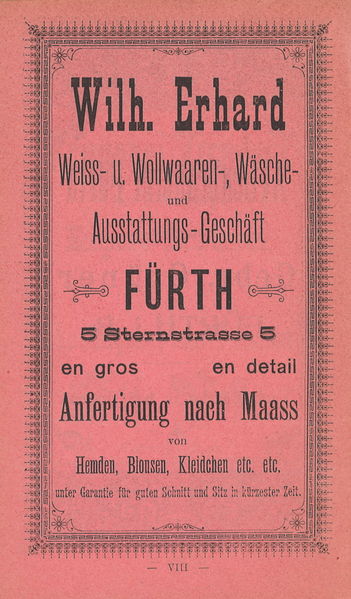 Wilh. Erhard
Weiss- u. Wollwaaren-, Wäsche-
und
Ausstattungs-Geschäft
FÜRTH
5 Sternstrasse 5
en gros en detail
Anfertigung nach Maass
von
Hemden, Blonsen, Kleidchen etc. etc.
unter Garantie für guten Schnitt und Sitz in kürzester Zeit.
— VIII —